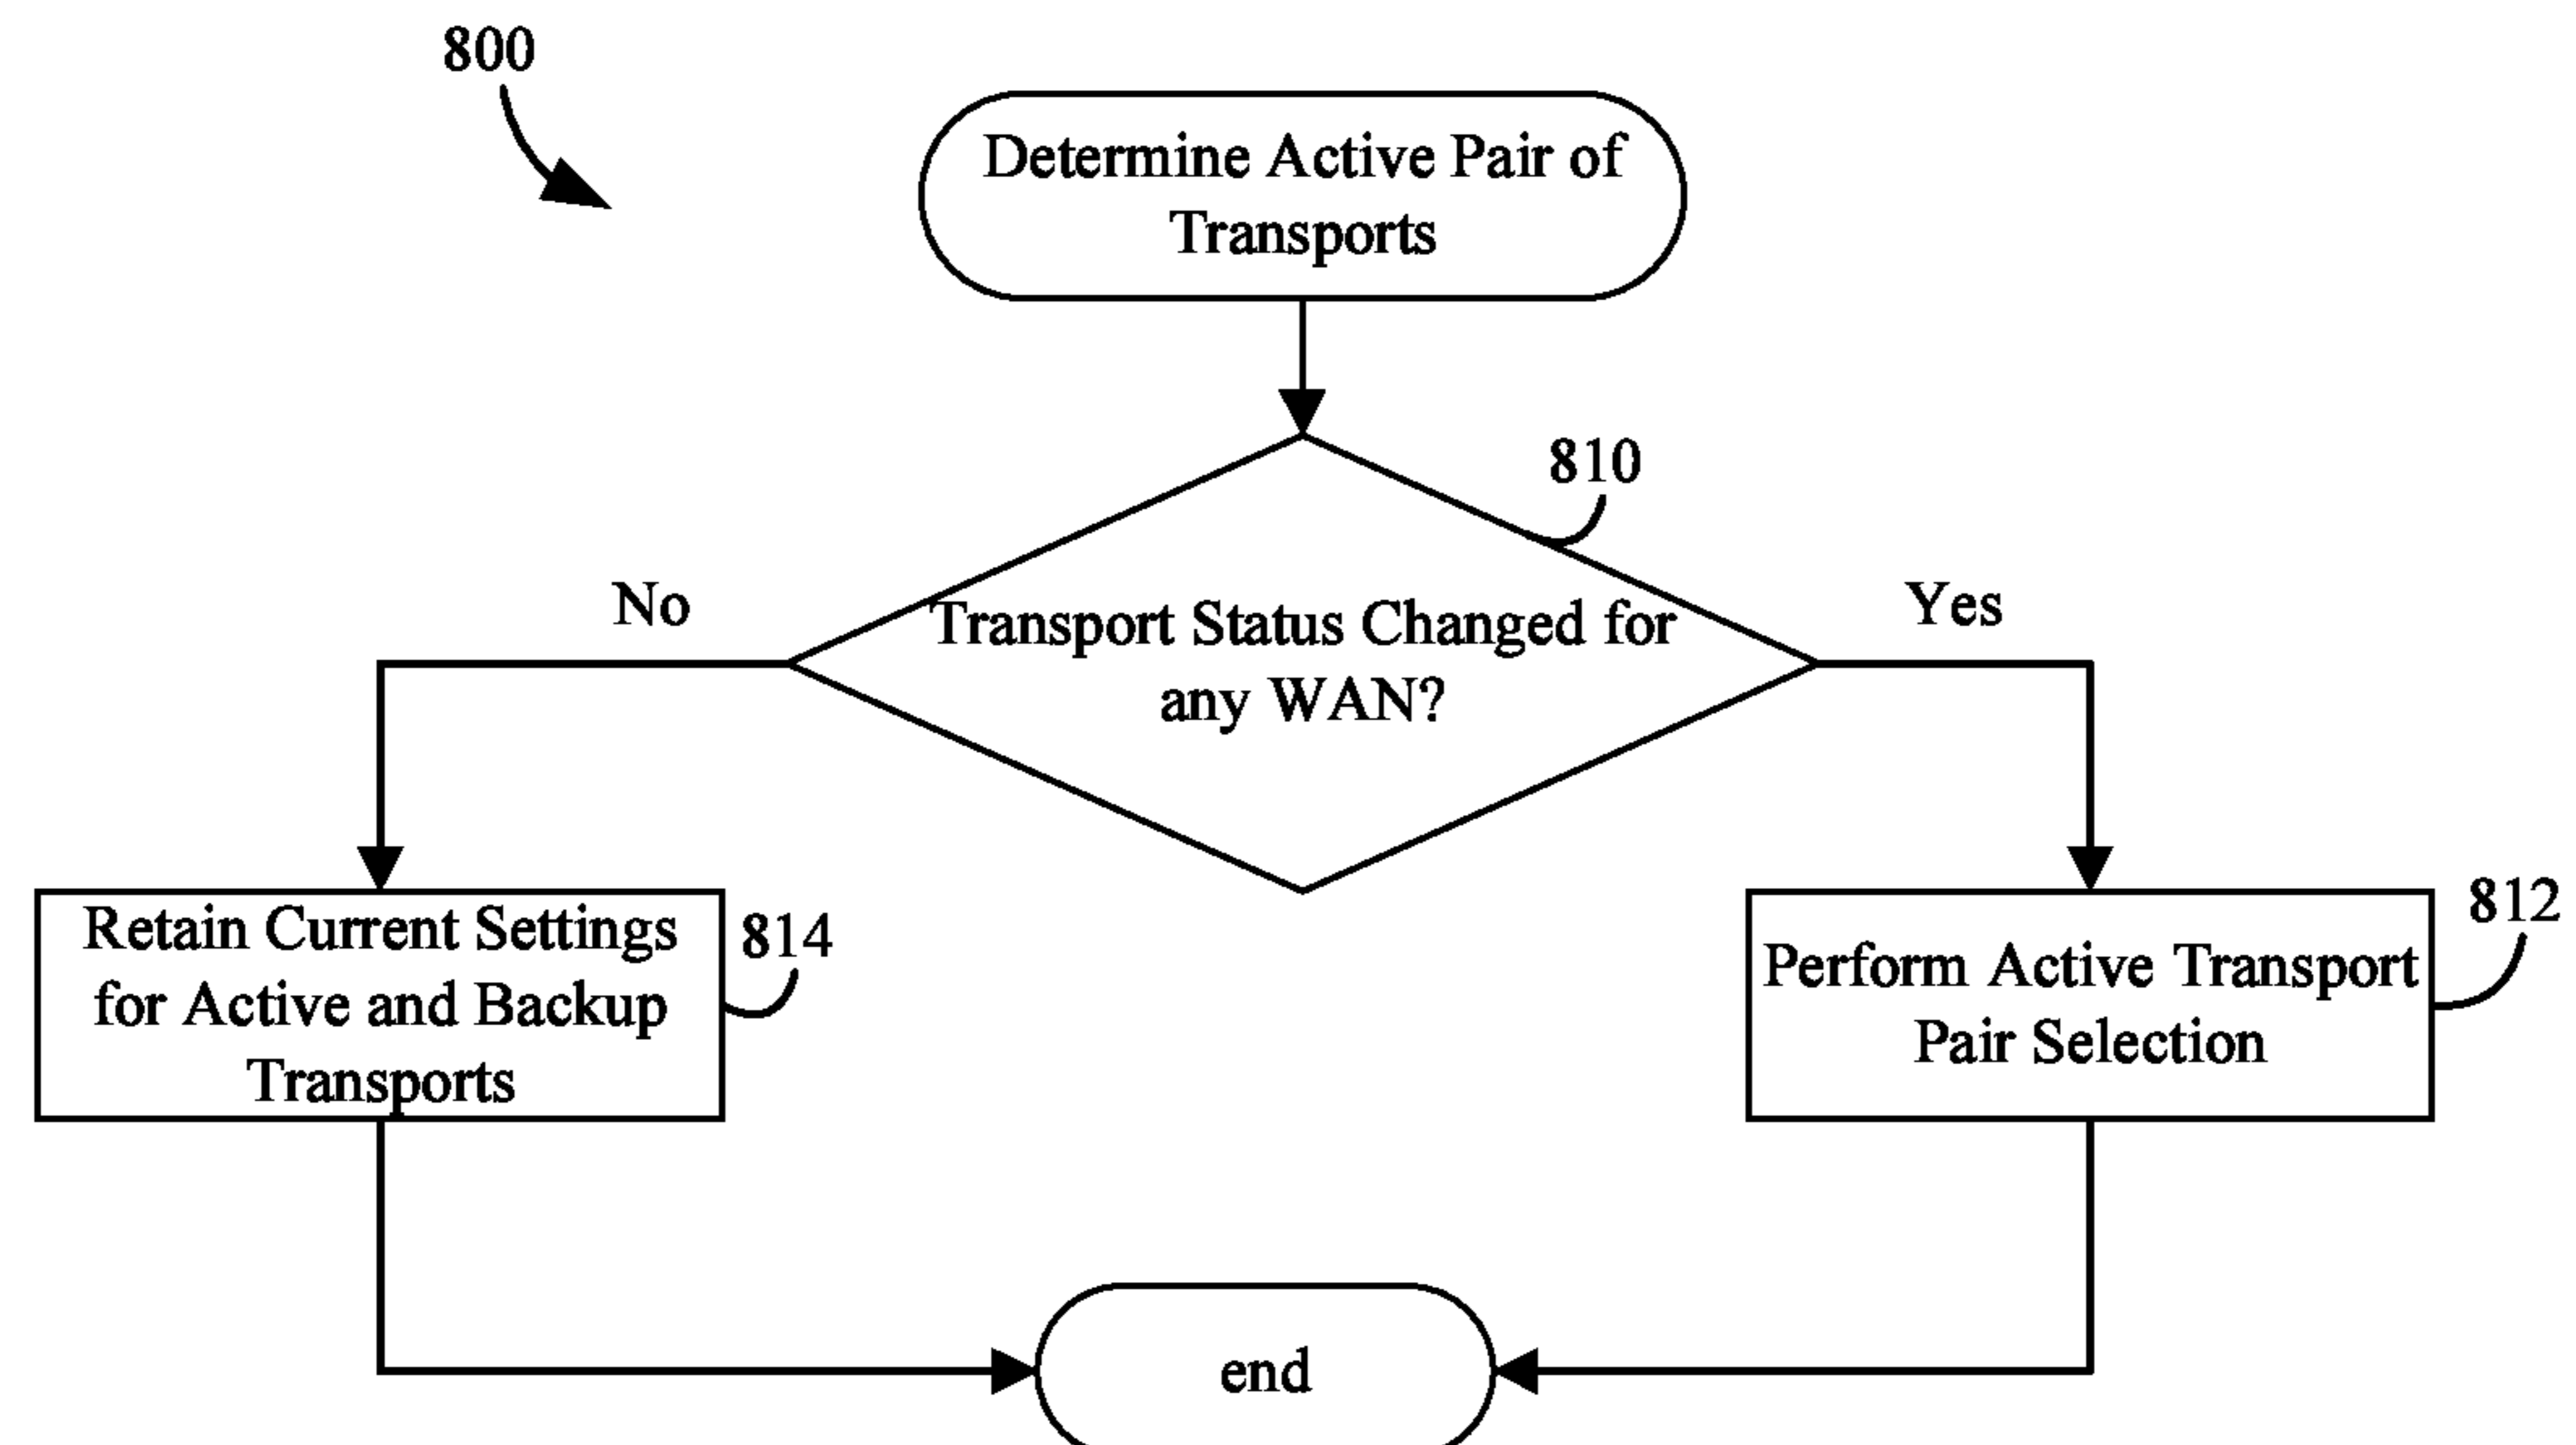 800
Determine Active Pair of
Transports
810
No
Transport Status Changed for
any WAN?
Yes
Retain Current Settings
for Active and Backup
Transports
814
Perform Active Transport
Pair Selection
812
end